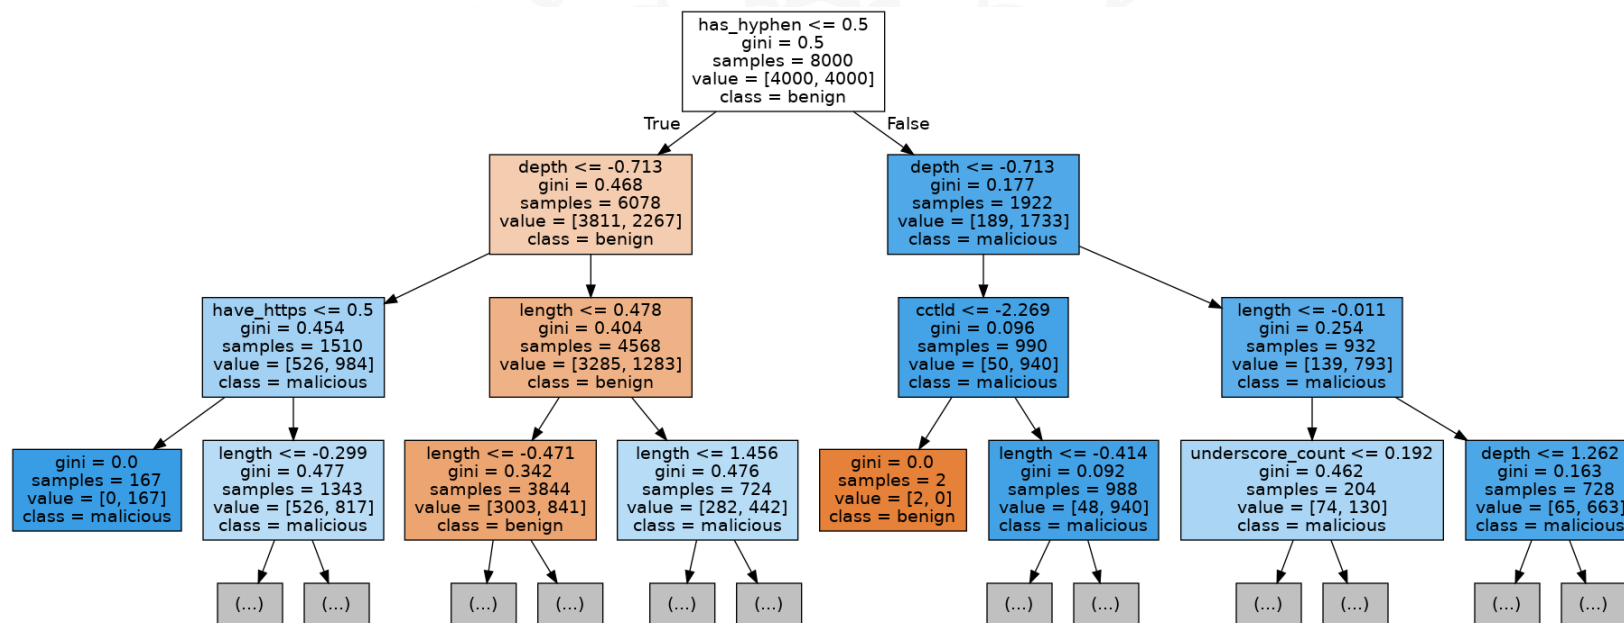 has_hyphen <= 0.5
gini = 0.5
samples = 8000
value = [4000, 4000]
class = benign
True
False
depth <= -0.713
gini = 0.468
samples = 6078
value = [3811, 2267]
class = benign
depth <= -0.713
gini = 0.177
samples = 1922
value = [189, 1733]
class = malicious
have_https <= 0.5
gini = 0.454
samples = 1510
value = [526, 984]
class = malicious
length <= 0.478
gini = 0.404
samples = 4568
value = [3285, 1283]
class = benign
cctld <= -2.269
gini = 0.096
samples = 990
value = [50, 940]
class = malicious
length <= -0.011
gini = 0.254
samples = 932
value = [139, 793]
class = malicious
gini = 0.0
samples = 167
value = [0, 167]
class = malicious
length <= -0.299
gini = 0.477
samples = 1343
value = [526, 817]
class = malicious
length <= -0.471
gini = 0.342
samples = 3844
value = [3003, 841]
class = benign
length <= 1.456
gini = 0.476
samples = 724
value = [282, 442]
class = malicious
gini = 0.0
samples = 2
value = [2, 0]
class = benign
length <= -0.414
gini = 0.092
samples = 988
value = [48, 940]
class = malicious
underscore_count <= 0.192
gini = 0.462
samples = 204
value = [74, 130]
class = malicious
depth <= 1.262
gini = 0.163
samples = 728
value = [65, 663]
class = malicious
(...)
(...)
(...)
(...)
(...)
(...)
(...)
(...)
(...)
(...)
(...)
(...)